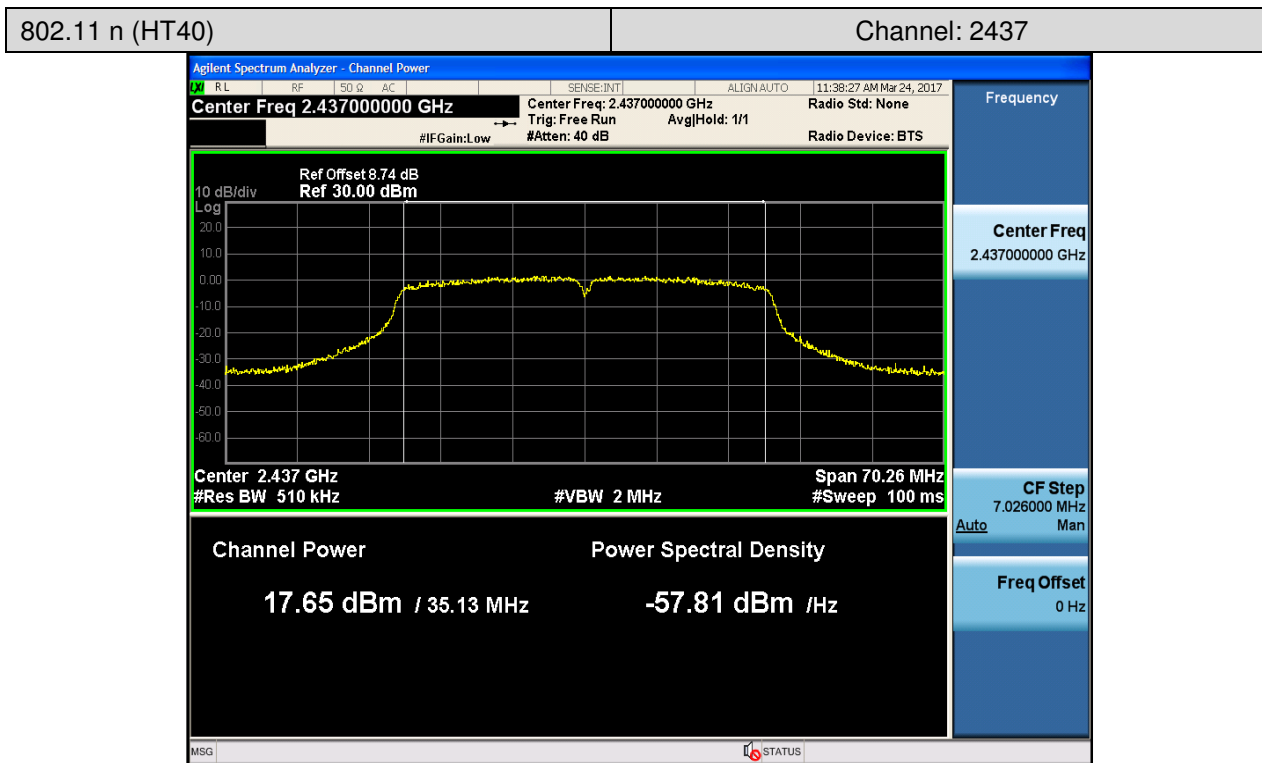 802.11 n (HT40) Channel: 2437
Agilent Spectrum Analyzer - Channel Power
LXI RL RF 50 Ω AC SENSE:INT ALIGN AUTO 11:38:27 AM Mar 24, 2017
Center Freq 2.437000000 GHz
#IFGain:Low
Center Freq: 2.437000000 GHz
Trig: Free Run Avg|Hold: 1/1
#Atten: 40 dB
Radio Std: None
Radio Device: BTS
Ref Offset 8.74 dB
10 dB/div Ref 30.00 dBm
Log
20.0
10.0
0.00
-10.0
-20.0
-30.0
-40.0
-50.0
-60.0
Center 2.437 GHz Span 70.26 MHz
#Res BW 510 kHz #VBW 2 MHz #Sweep 100 ms
Channel Power Power Spectral Density
17.65 dBm / 35.13 MHz -57.81 dBm /Hz
Frequency
Center Freq
2.437000000 GHz
CF Step
7.026000 MHz
Auto Man
Freq Offset
0 Hz
MSG STATUS